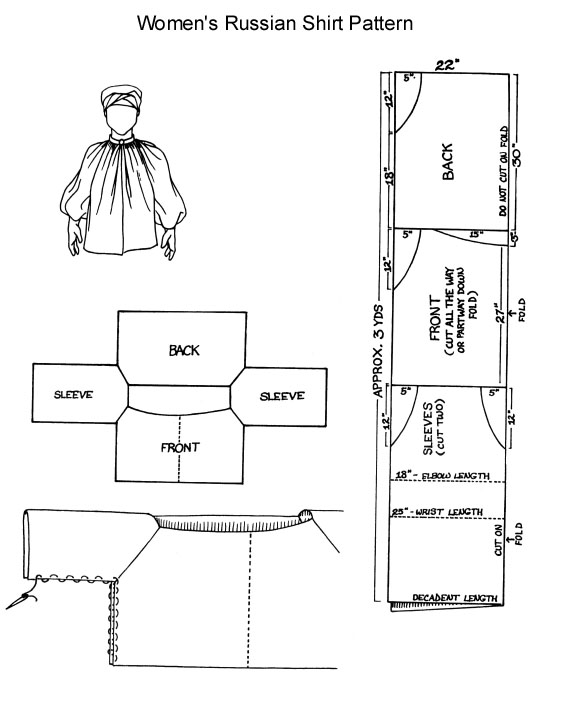 Women's Russian Shirt Pattern
22"
5"
12"
18"
BACK
DO NOT CUT ON FOLD
30"
5"
15"
3"
12"
FRONT
(CUT ALL THE WAY
OR PARTWAY DOWN
FOLD)
27"
FOLD
APPROX. 3 YDS
5"
5"
12"
SLEEVES
(CUT TWO)
12"
18"- ELBOW LENGTH
25"- WRIST LENGTH
CUT ON
FOLD
DECADENT LENGTH
BACK
SLEEVE
SLEEVE
FRONT